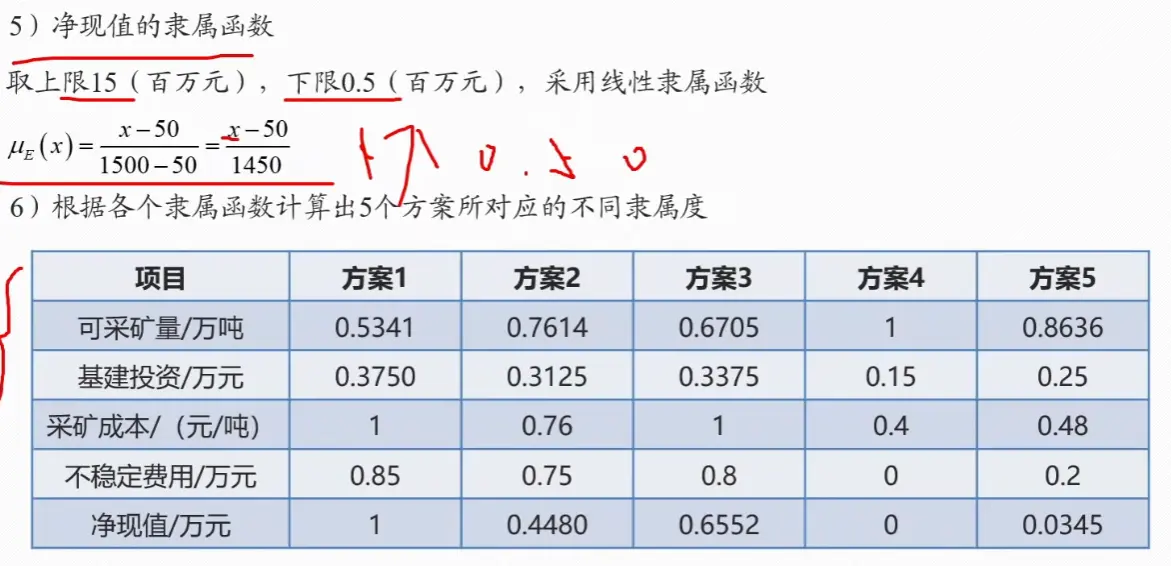 5）净现值的隶属函数
取上限15（百万元），下限0.5（百万元），采用线性隶属函数
μ_E(x) = (x-50)/(1500-50) = (x-50)/1450
0.5 0
6）根据各个隶属函数计算出5个方案所对应的不同隶属度
项目 方案1 方案2 方案3 方案4 方案5
可采矿量/万吨 0.5341 0.7614 0.6705 1 0.8636
基建投资/万元 0.3750 0.3125 0.3375 0.15 0.25
采矿成本/（元/吨） 1 0.76 1 0.4 0.48
不稳定费用/万元 0.85 0.75 0.8 0 0.2
净现值/万元 1 0.4480 0.6552 0 0.0345